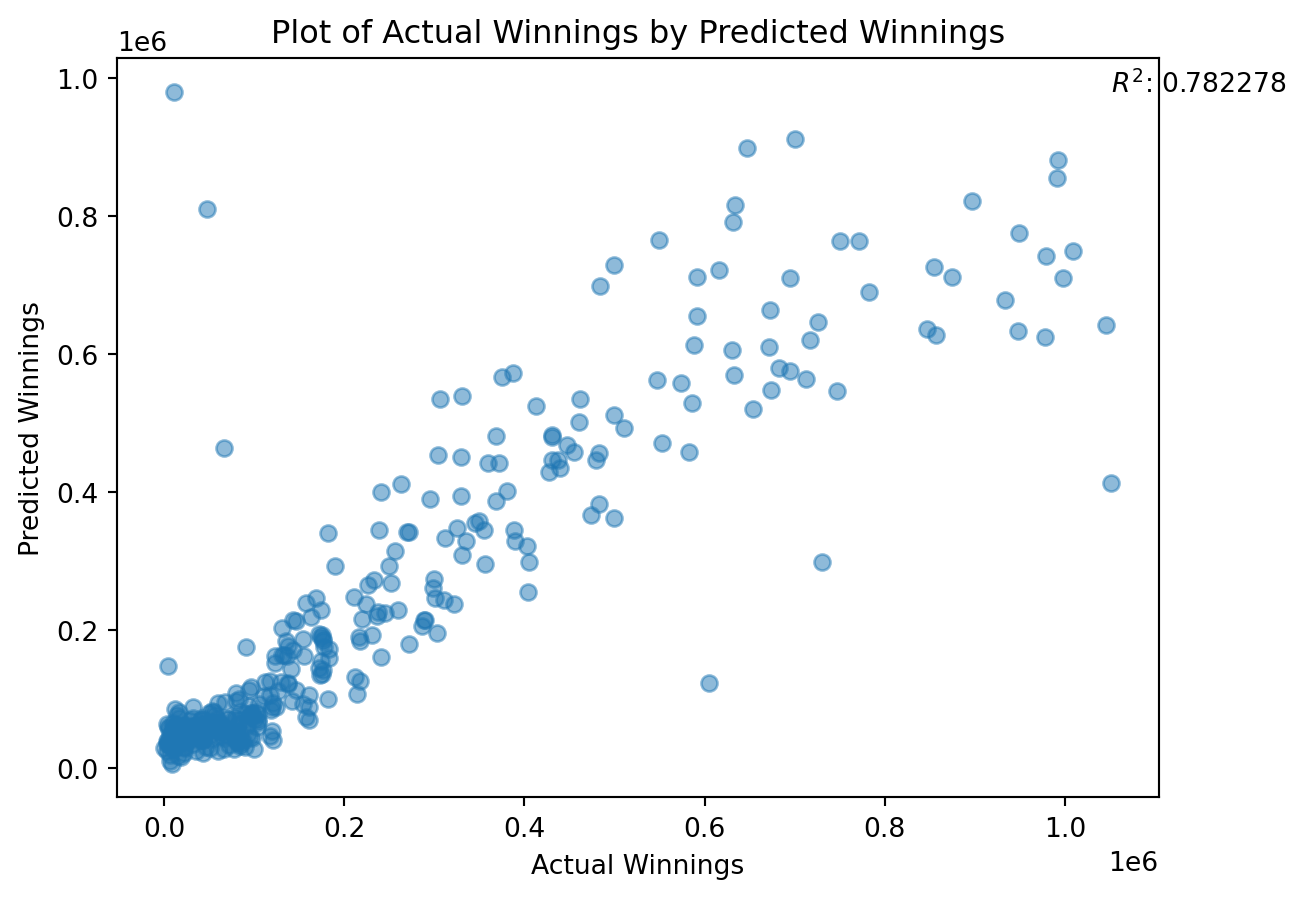 Plot of Actual Winnings by Predicted Winnings
1e6
R²: 0.782278
1.0
0.8
0.6
0.4
0.2
0.0
Predicted Winnings
0.0 0.2 0.4 0.6 0.8 1.0
Actual Winnings
1e6